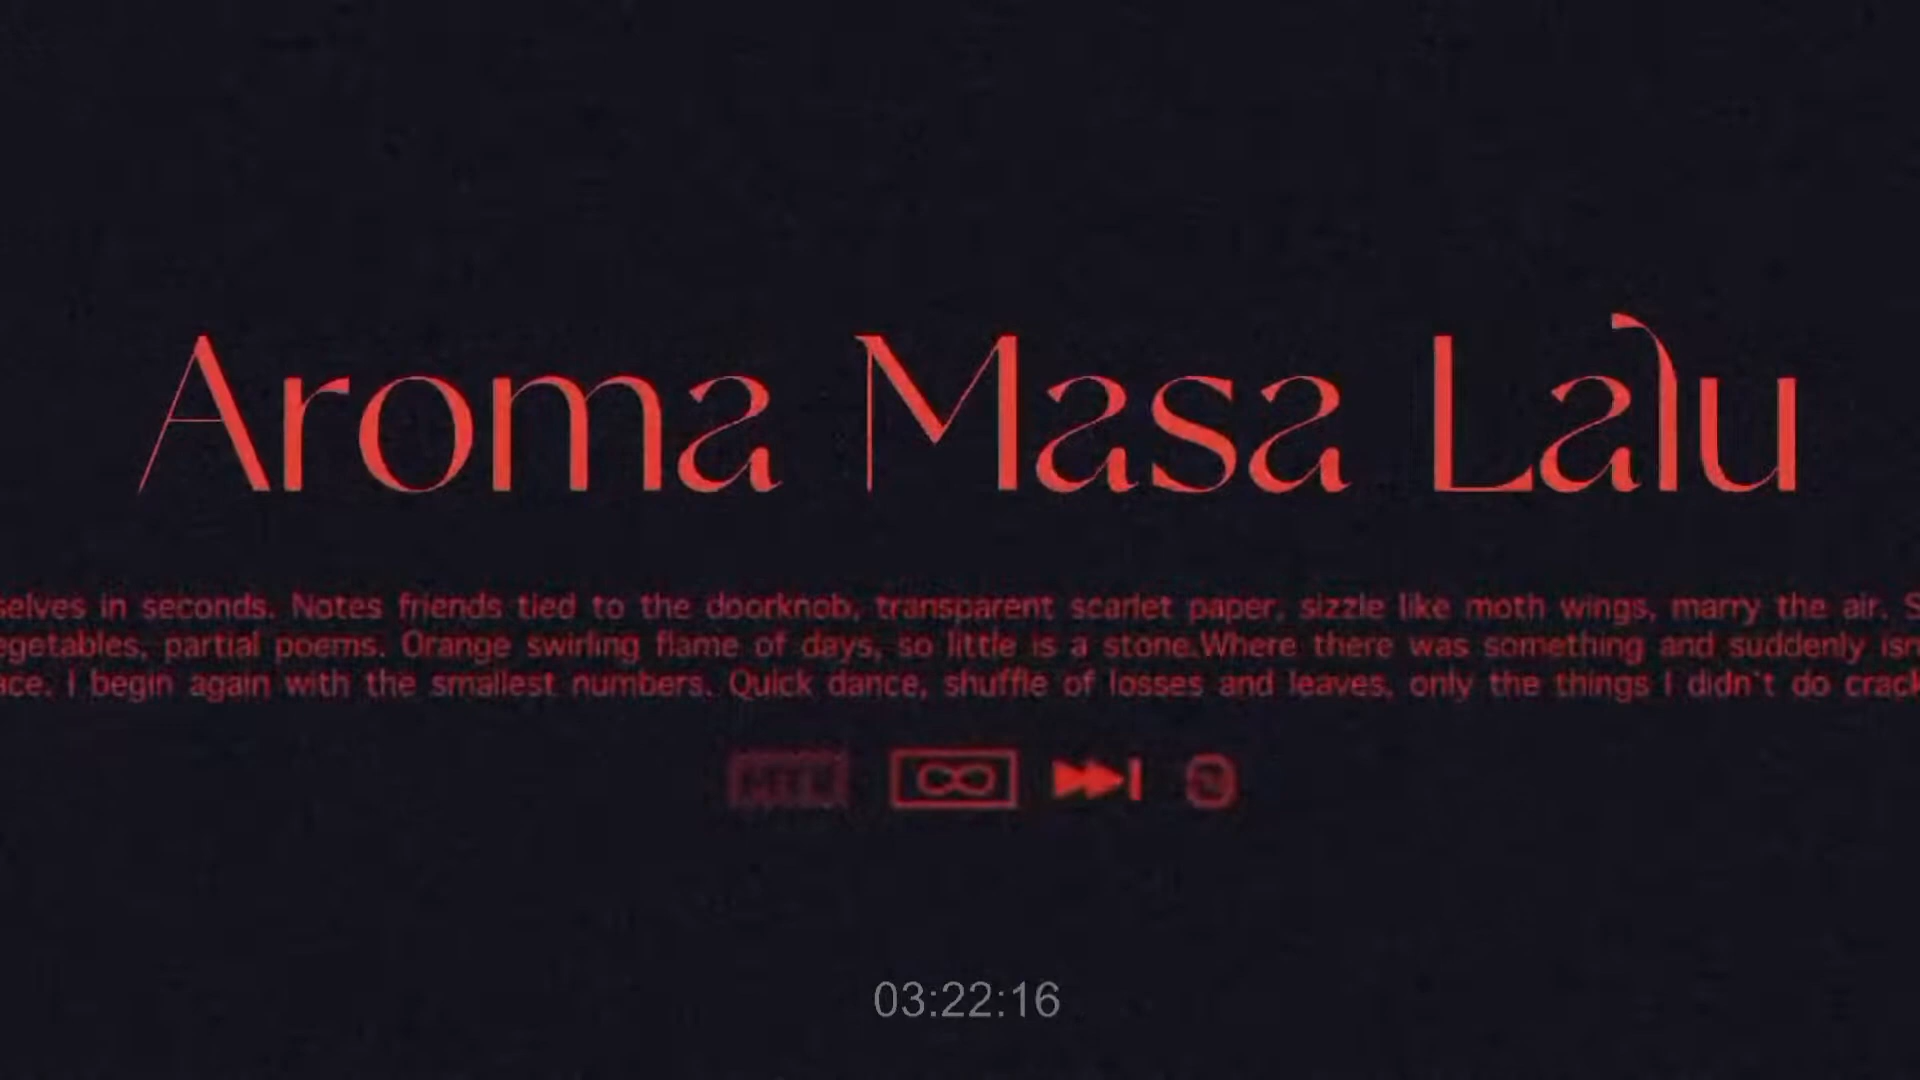 Aroma Masa Lalu
selves in seconds. Notes friends tied to the doorknob, transparent scarlet paper, sizzle like moth wings, marry the air. S
egetables, partial poems. Orange swirling flame of days, so little is a stone.Where there was something and suddenly isn
ace. I begin again with the smallest numbers. Quick dance, shuffle of losses and leaves, only the things I didn't do crack
03:22:16